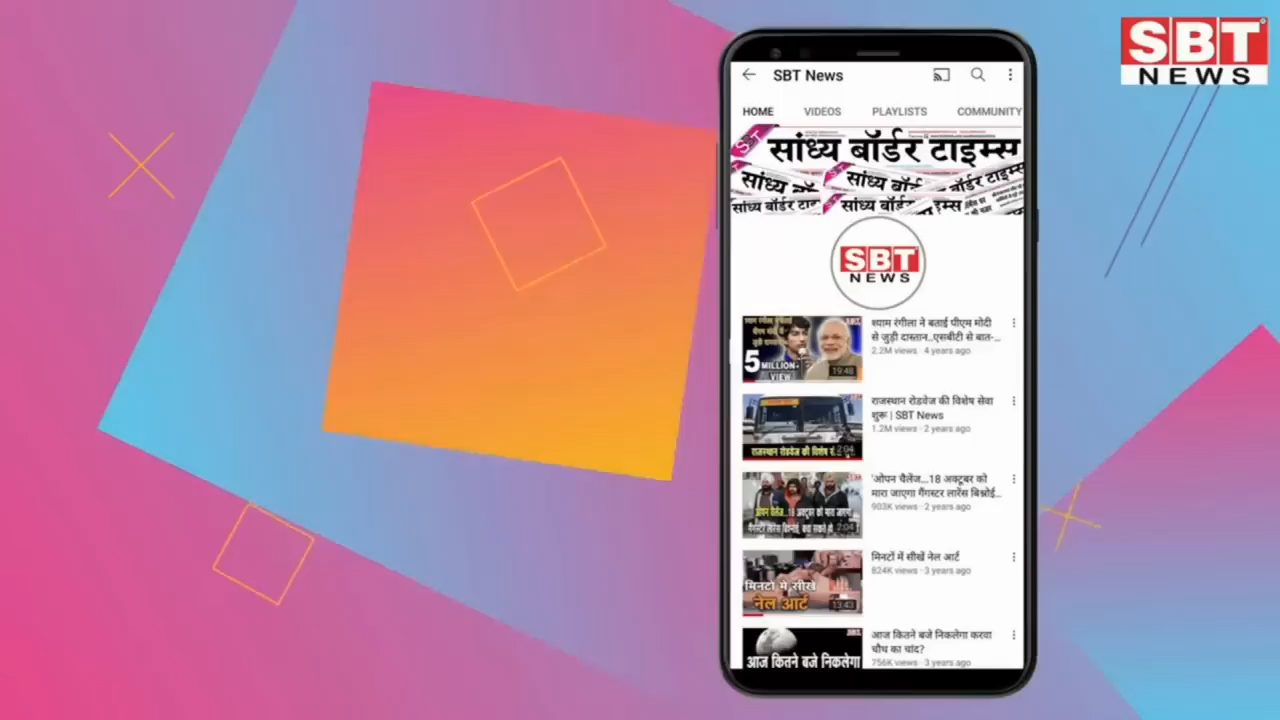 SBT
NEWS
SBT News
HOME VIDEOS PLAYLISTS COMMUNITY
सांध्य बॉर्डर टाइम्स
SBT
NEWS
श्याम रंगीला ने बताई पीएम मोदी
से जुड़ी दास्तान..एसबीटी से बात-...
2.2M views · 4 years ago
5
MILLION+
VIEW
19:48
राजस्थान रोडवेज की विशेष सेवा
शुरू | SBT News
1.2M views · 2 years ago
2:04
'ओपन चैलेंज...18 अक्टूबर को
मारा जाएगा गैंगस्टर लारेंस बिश्नोई...
903K views · 2 years ago
2:04
मिनटों में सीखें नेल आर्ट
824K views · 3 years ago
मिनटों में सीखें
नेल आर्ट
13:43
आज कितने बजे निकलेगा करवा
चौथ का चांद?
756K views · 3 years ago
आज कितने बजे निकलेगा